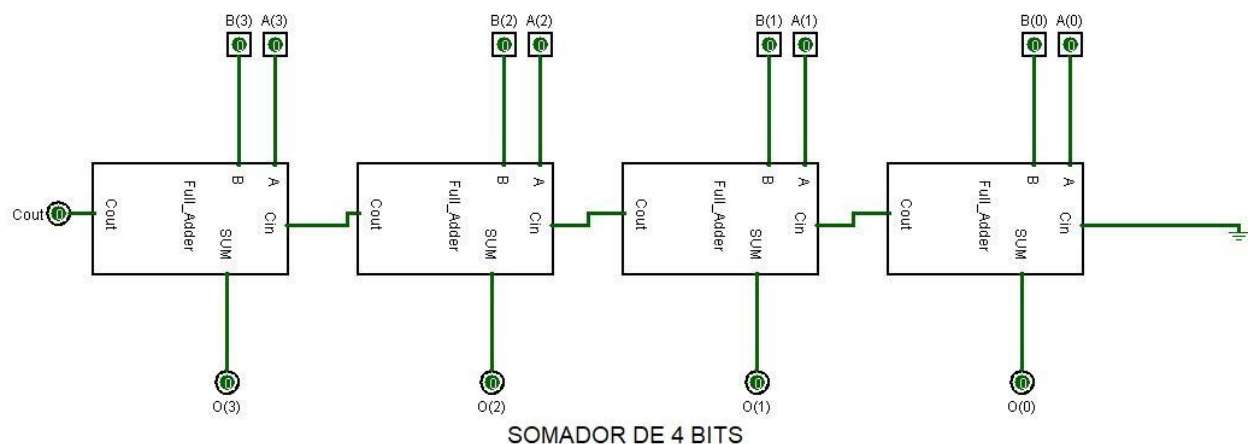 B(3) A(3) B(2) A(2) B(1) A(1) B(0) A(0)
0 0 0 0 0 0 0 0
B A B A B A B A
Cout 0 Cout Full_Adder SUM Cin Cout Full_Adder SUM Cin Cout Full_Adder SUM Cin Cout Full_Adder SUM Cin
0 0 0 0
O(3) O(2) O(1) O(0)
SOMADOR DE 4 BITS